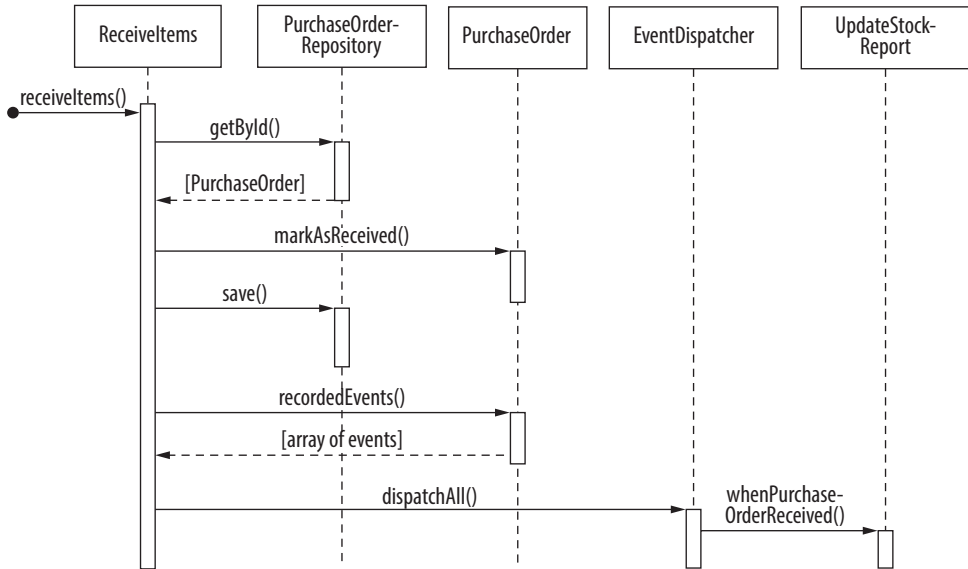 ReceiveItems
PurchaseOrder-
Repository
PurchaseOrder
EventDispatcher
UpdateStock-
Report
receiveItems()
getById()
[PurchaseOrder]
markAsReceived()
save()
recordedEvents()
[array of events]
dispatchAll()
whenPurchase-
OrderReceived()